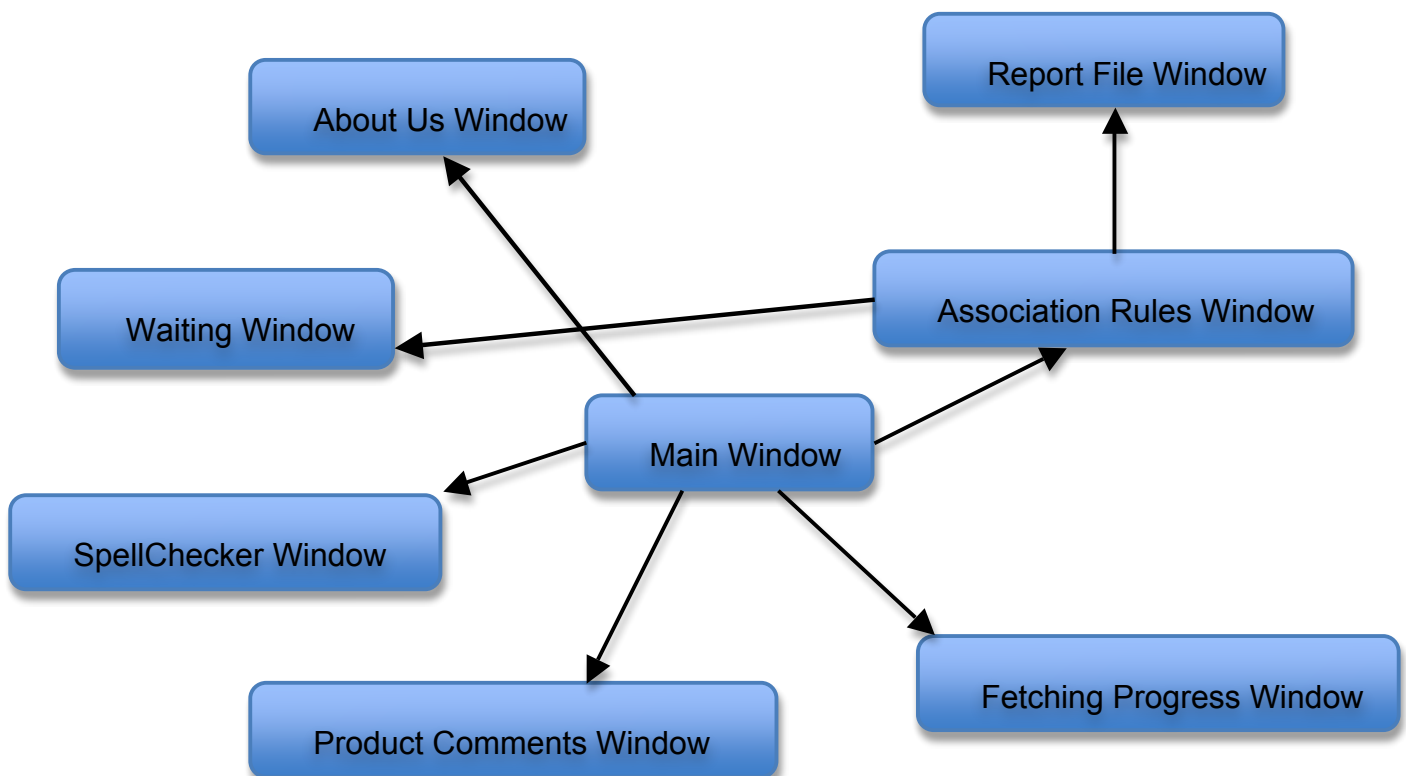 Report File Window
About Us Window
Association Rules Window
Waiting Window
Main Window
SpellChecker Window
Fetching Progress Window
Product Comments Window